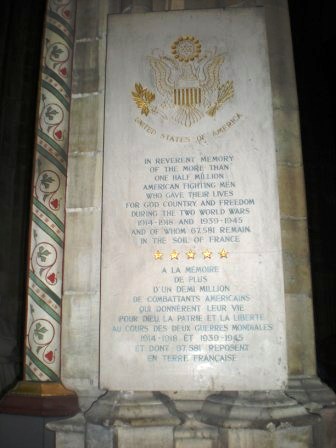 UNITED STATES OF AMERICA
IN REVERENT MEMORY
OF THE MORE THAN
ONE HALF MILLION
AMERICAN FIGHTING MEN
WHO GAVE THEIR LIVES
FOR GOD COUNTRY AND FREEDOM
DURING THE TWO WORLD WARS
1914-1918 AND 1939-1945
AND OF WHOM 67.581 REMAIN
IN THE SOIL OF FRANCE
A LA MEMOIRE
DE PLUS
D'UN DEMI MILLION
DE COMBATTANTS AMERICAINS
QUI DONNÈRENT LEUR VIE
POUR DIEU, LA PATRIE ET LA LIBERTE
AU COURS DES DEUX GUERRES MONDIALES
1914-1918 ET 1939-1945
ET DONT 67.581 REPOSENT
EN TERRE FRANÇAISE